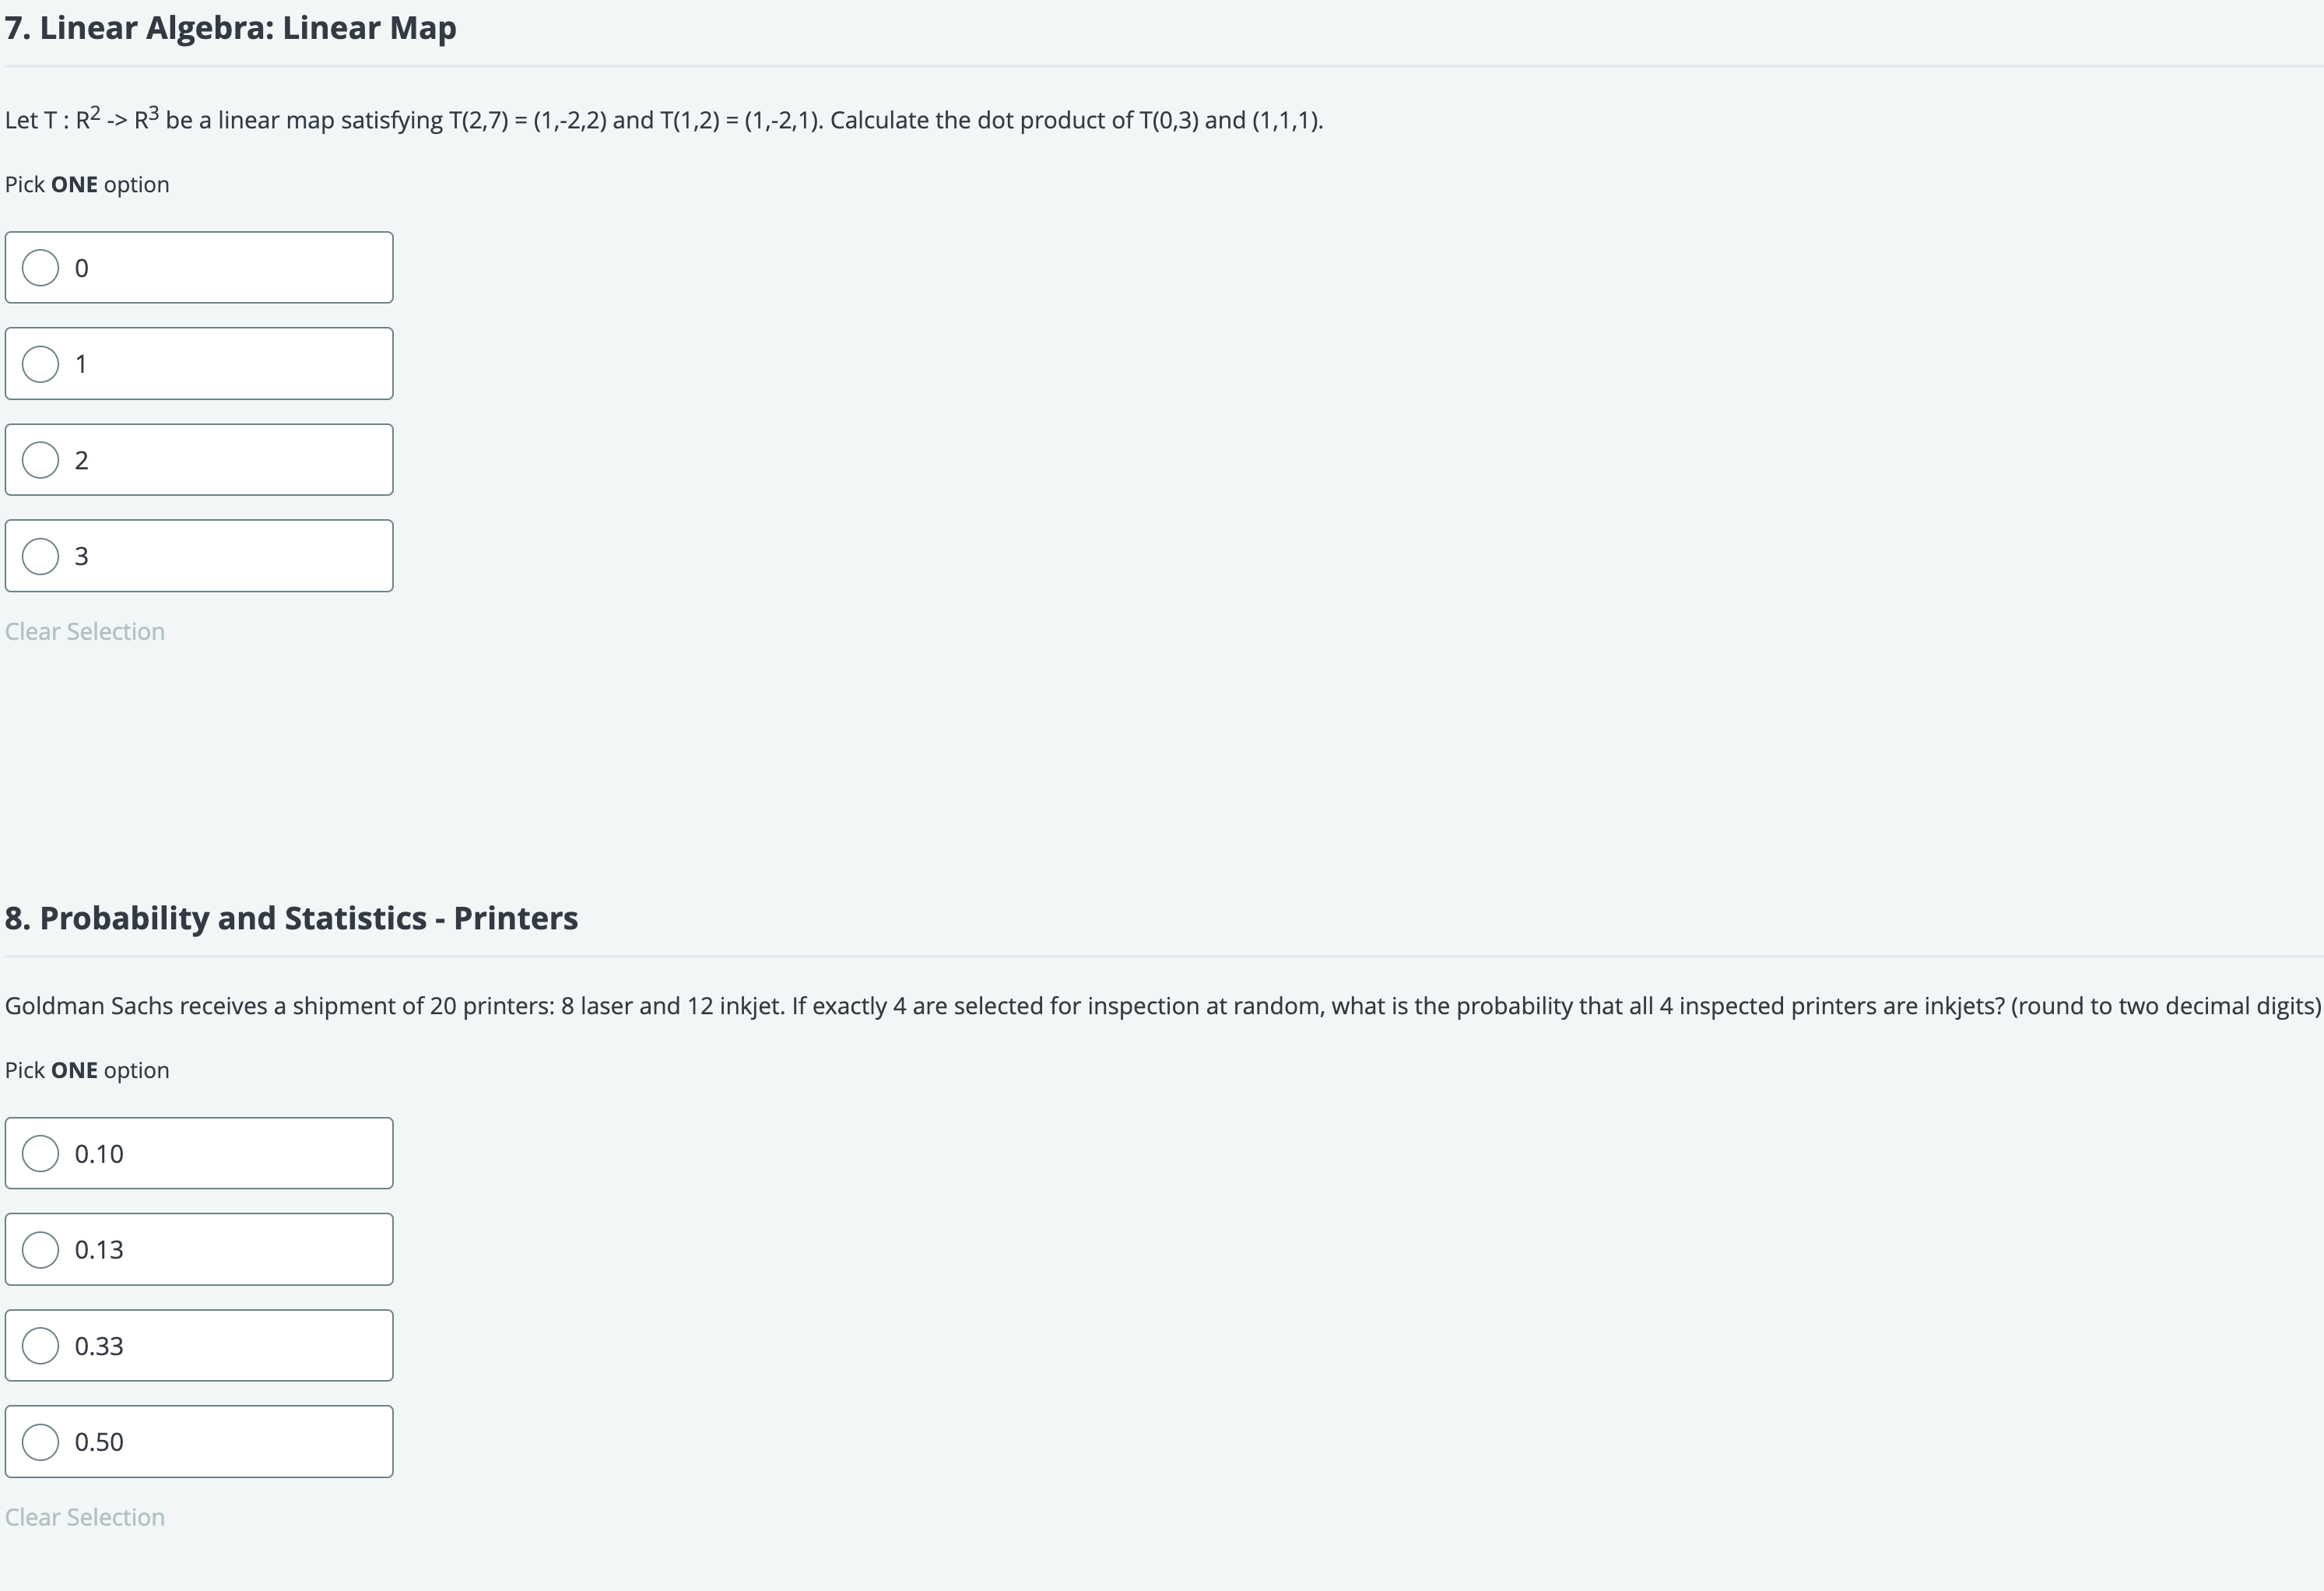 7. Linear Algebra: Linear Map
Let T : R² -> R³ be a linear map satisfying T(2,7) = (1,-2,2) and T(1,2) = (1,-2,1). Calculate the dot product of T(0,3) and (1,1,1).
Pick ONE option
0
1
2
3
Clear Selection
8. Probability and Statistics - Printers
Goldman Sachs receives a shipment of 20 printers: 8 laser and 12 inkjet. If exactly 4 are selected for inspection at random, what is the probability that all 4 inspected printers are inkjets? (round to two decimal digits)
Pick ONE option
0.10
0.13
0.33
0.50
Clear Selection